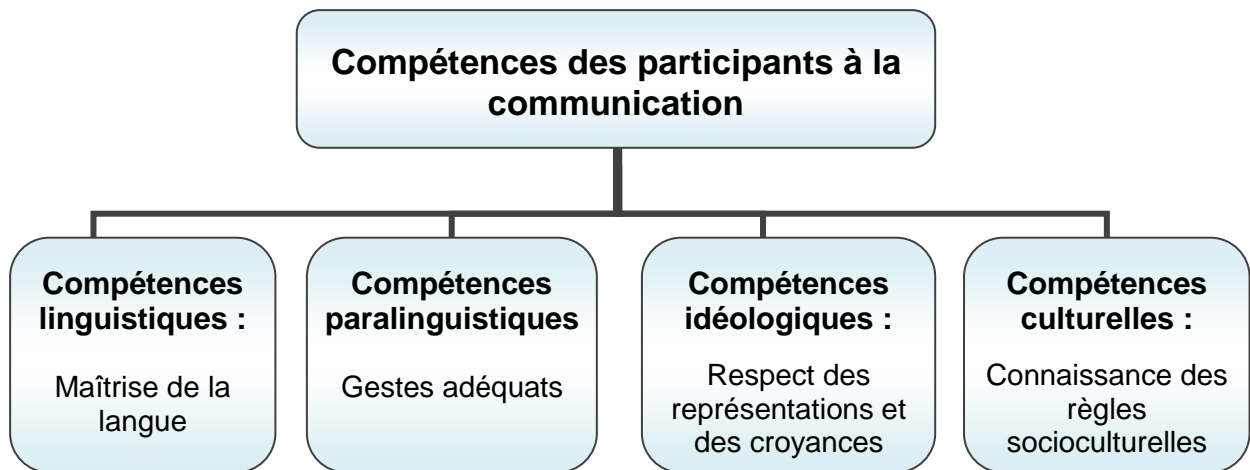 Compétences des participants à la
communication
Compétences
linguistiques :
Maîtrise de la
langue
Compétences
paralinguistiques
Gestes adéquats
Compétences
idéologiques :
Respect des
représentations et
des croyances
Compétences
culturelles :
Connaissance des
règles
socioculturelles